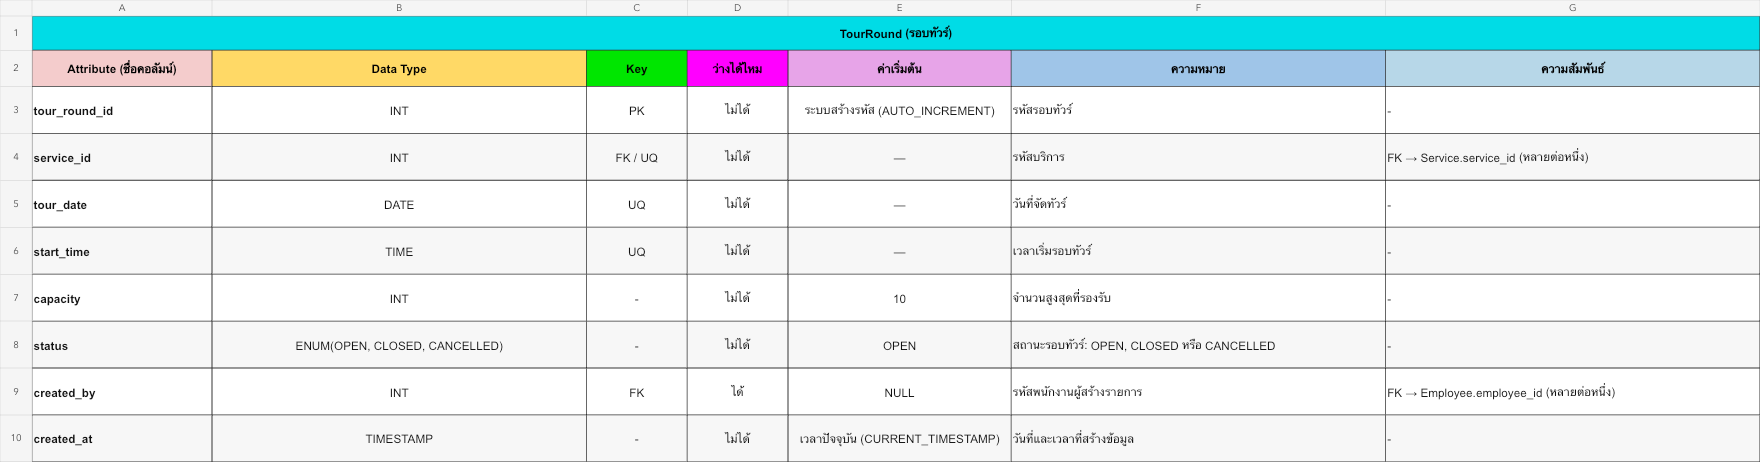 A B C D E F G
1 TourRound (รอบทัวร์)
2 Attribute (ชื่อคอลัมน์) Data Type Key ว่างได้ไหม ค่าเริ่มต้น ความหมาย ความสัมพันธ์
3 tour_round_id INT PK ไม่ได้ ระบบสร้างรหัส (AUTO_INCREMENT) รหัสรอบทัวร์ -
4 service_id INT FK / UQ ไม่ได้ — รหัสบริการ FK → Service.service_id (หลายต่อหนึ่ง)
5 tour_date DATE UQ ไม่ได้ — วันที่จัดทัวร์ -
6 start_time TIME UQ ไม่ได้ — เวลาเริ่มรอบทัวร์ -
7 capacity INT - ไม่ได้ 10 จำนวนสูงสุดที่รองรับ -
8 status ENUM(OPEN, CLOSED, CANCELLED) - ไม่ได้ OPEN สถานะรอบทัวร์: OPEN, CLOSED หรือ CANCELLED -
9 created_by INT FK ได้ NULL รหัสพนักงานผู้สร้างรายการ FK → Employee.employee_id (หลายต่อหนึ่ง)
10 created_at TIMESTAMP - ไม่ได้ เวลาปัจจุบัน (CURRENT_TIMESTAMP) วันที่และเวลาที่สร้างข้อมูล -